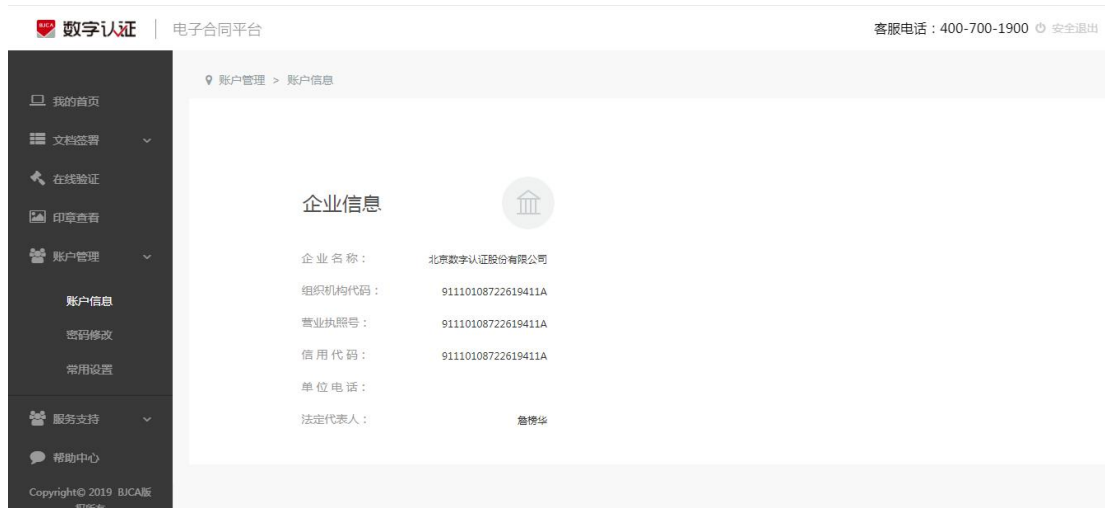 BJCA 数字认证 电子合同平台 客服电话：400-700-1900 安全退出
账户管理 > 账户信息
我的首页
文档签署
在线验证
印章查看
账户管理
账户信息
密码修改
常用设置
服务支持
帮助中心
Copyright© 2019 BJCA版
权所有
企业信息
企业名称： 北京数字认证股份有限公司
组织机构代码： 91110108722619411A
营业执照号： 91110108722619411A
信用代码： 91110108722619411A
单位电话：
法定代表人： 詹榜华